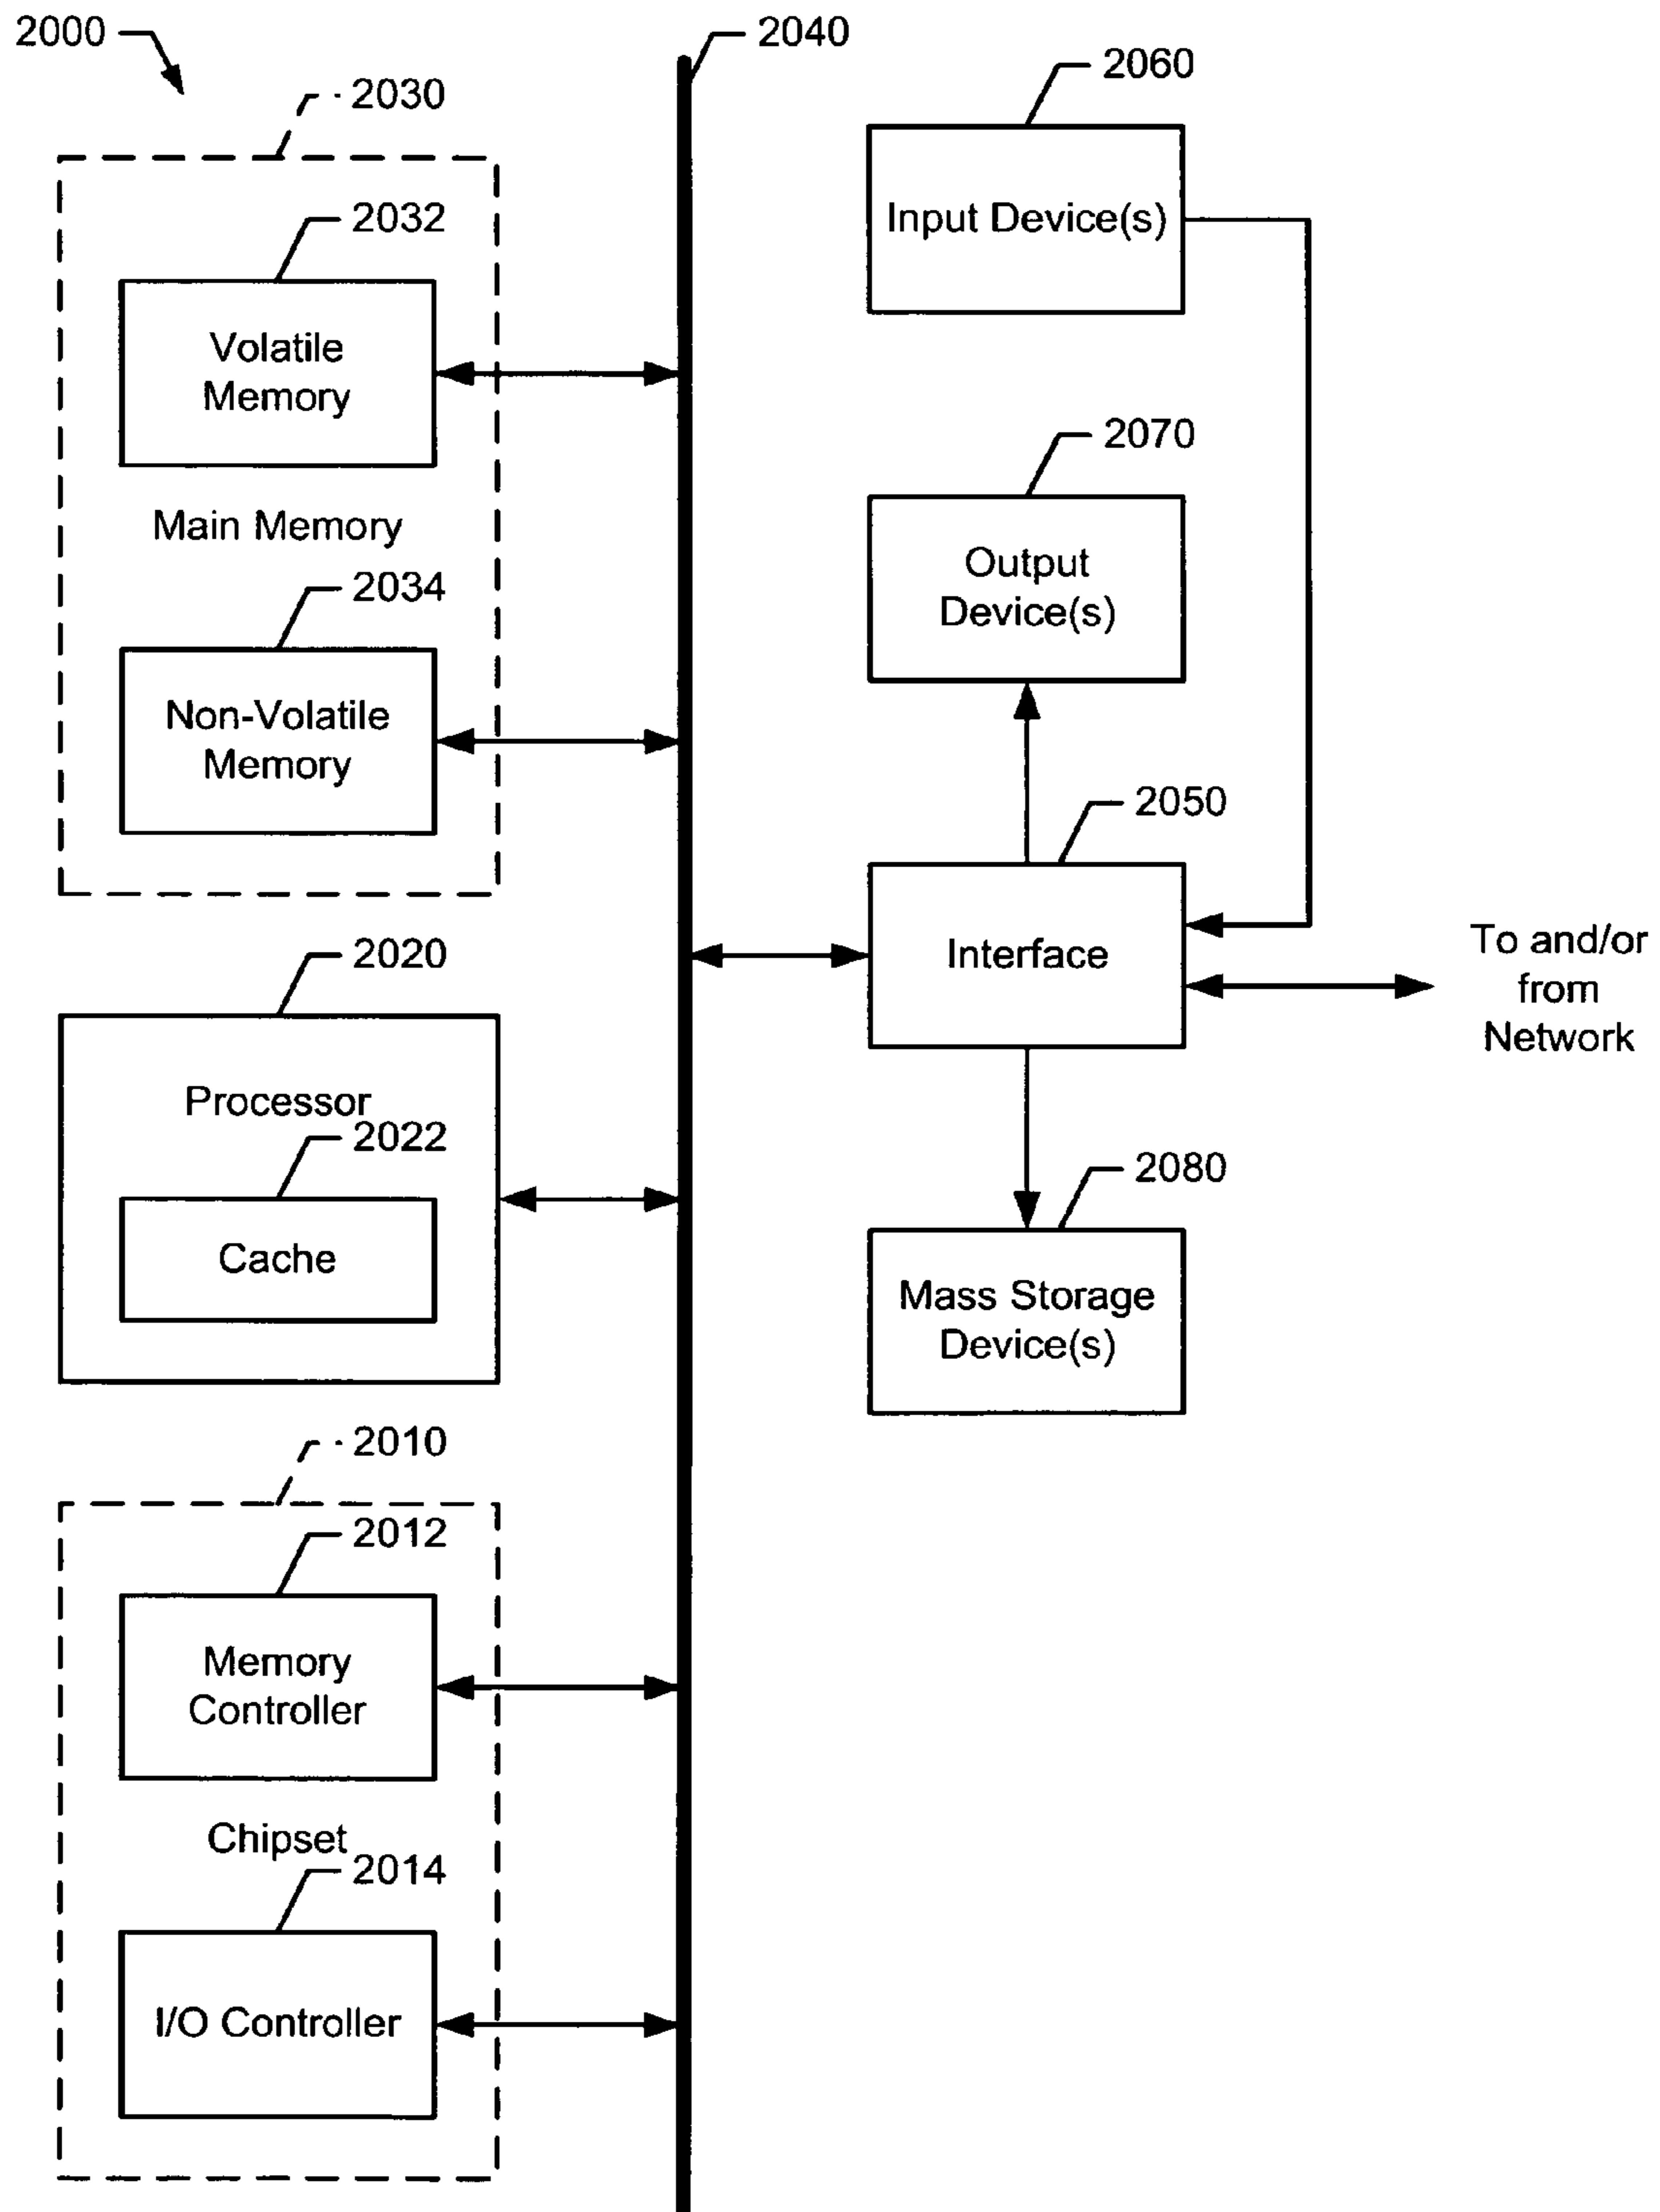 2000
2040
2060
2030
Input Device(s)
2032
Volatile
Memory
2070
Main Memory
Output
Device(s)
2034
Non-Volatile
Memory
2050
Interface
To and/or
from
Network
2020
Processor
2022
Cache
2080
Mass Storage
Device(s)
2010
2012
Memory
Controller
Chipset
2014
I/O Controller